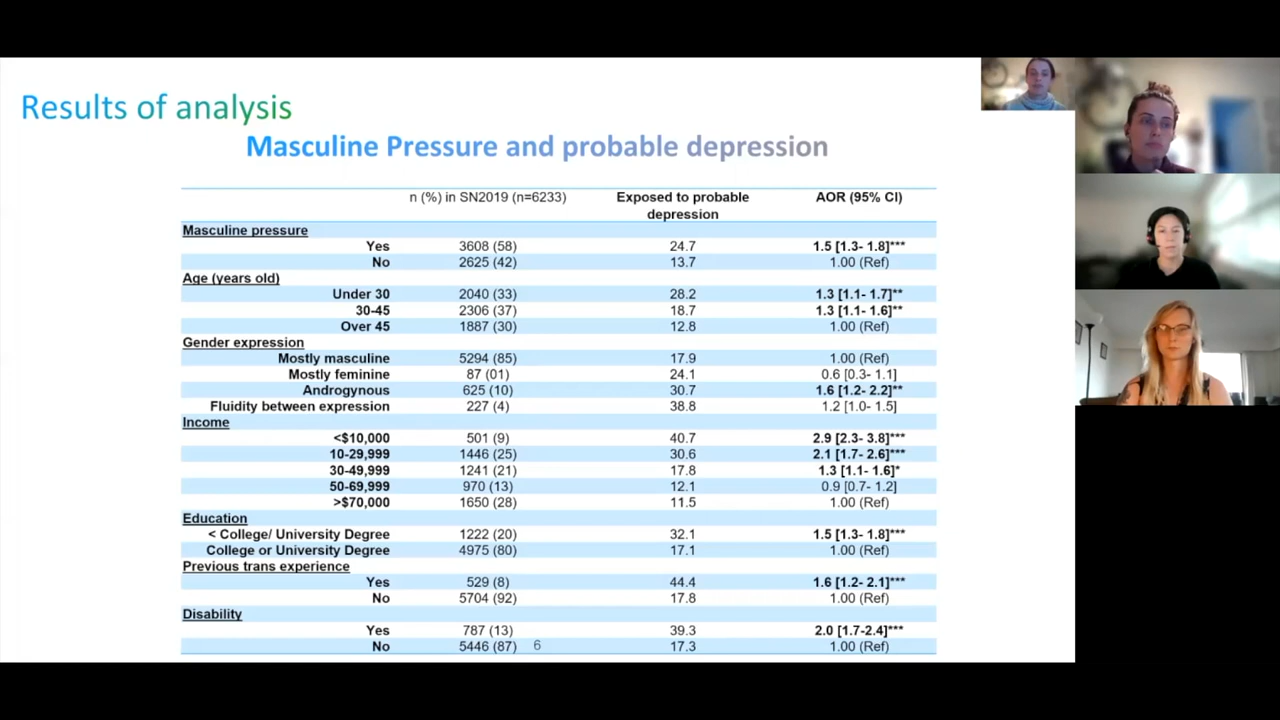 Results of analysis
Masculine Pressure and probable depression
n (%) in SN2019 (n=6233) Exposed to probable depression AOR (95% CI)
Masculine pressure
Yes 3608 (58) 24.7 1.5 [1.3- 1.8]***
No 2625 (42) 13.7 1.00 (Ref)
Age (years old)
Under 30 2040 (33) 28.2 1.3 [1.1- 1.7]**
30-45 2306 (37) 18.7 1.3 [1.1- 1.6]**
Over 45 1887 (30) 12.8 1.00 (Ref)
Gender expression
Mostly masculine 5294 (85) 17.9 1.00 (Ref)
Mostly feminine 87 (01) 24.1 0.6 [0.3- 1.1]
Androgynous 625 (10) 30.7 1.6 [1.2- 2.2]**
Fluidity between expression 227 (4) 38.8 1.2 [1.0- 1.5]
Income
<$10,000 501 (9) 40.7 2.9 [2.3- 3.8]***
10-29,999 1446 (25) 30.6 2.1 [1.7- 2.6]***
30-49,999 1241 (21) 17.8 1.3 [1.1- 1.6]*
50-69,999 970 (13) 12.1 0.9 [0.7- 1.2]
>$70,000 1650 (28) 11.5 1.00 (Ref)
Education
< College/ University Degree 1222 (20) 32.1 1.5 [1.3- 1.8]***
College or University Degree 4975 (80) 17.1 1.00 (Ref)
Previous trans experience
Yes 529 (8) 44.4 1.6 [1.2- 2.1]***
No 5704 (92) 17.8 1.00 (Ref)
Disability
Yes 787 (13) 39.3 2.0 [1.7-2.4]***
No 5446 (87) 17.3 1.00 (Ref)
6